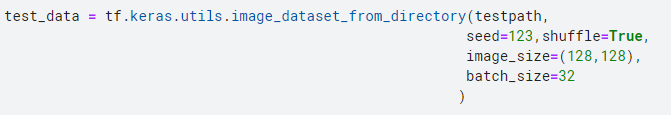 test_data = tf.keras.utils.image_dataset_from_directory(testpath,
seed=123,shuffle=True,
image_size=(128,128),
batch_size=32
)